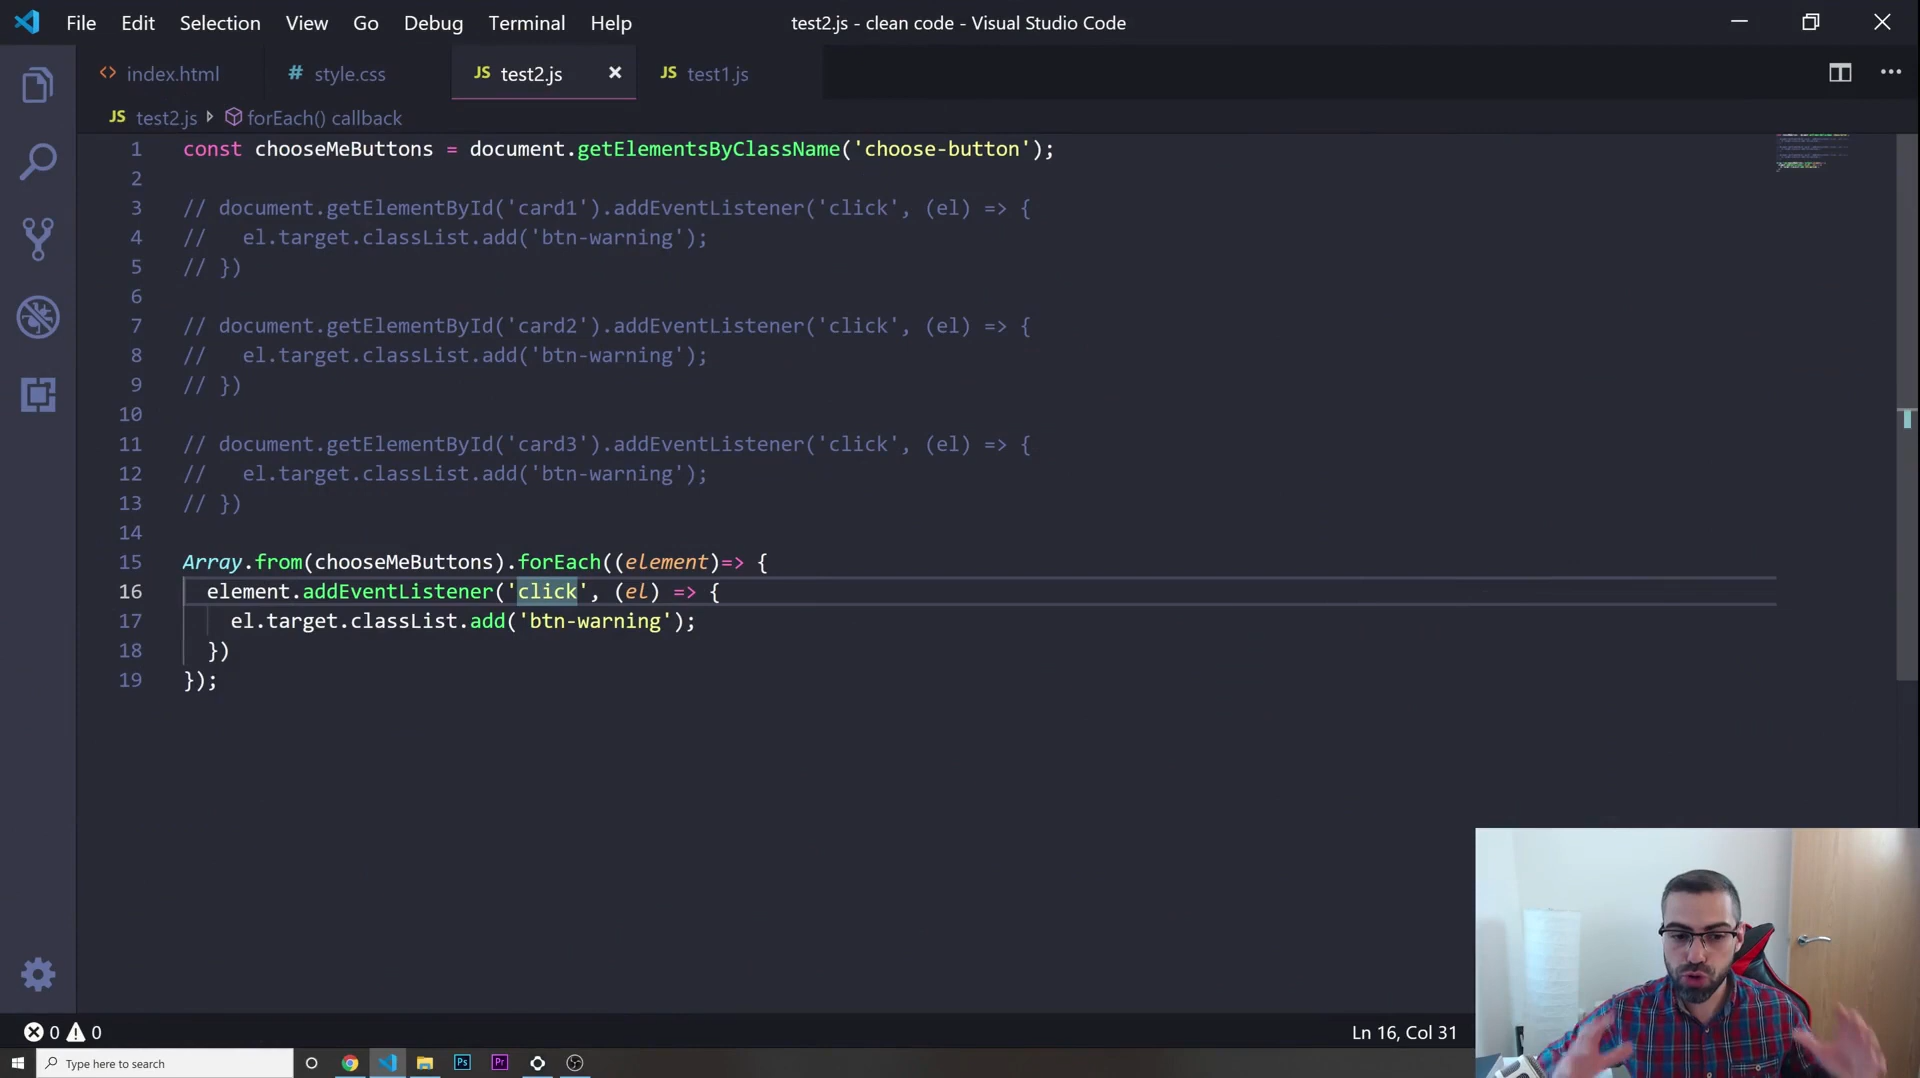 File Edit Selection View Go Debug Terminal Help
test2.js - clean code - Visual Studio Code
<> index.html
# style.css
JS test2.js
JS test1.js
JS test2.js forEach() callback
1 const chooseMeButtons = document.getElementsByClassName('choose-button');
2
3 // document.getElementById('card1').addEventListener('click', (el) => {
4 //   el.target.classList.add('btn-warning');
5 // })
6
7 // document.getElementById('card2').addEventListener('click', (el) => {
8 //   el.target.classList.add('btn-warning');
9 // })
10
11 // document.getElementById('card3').addEventListener('click', (el) => {
12 //   el.target.classList.add('btn-warning');
13 // })
14
15 Array.from(chooseMeButtons).forEach((element)=> {
16   element.addEventListener('click', (el) => {
17     el.target.classList.add('btn-warning');
18   })
19 });
0 0
Ln 16, Col 31
Type here to search
Ps
Pr